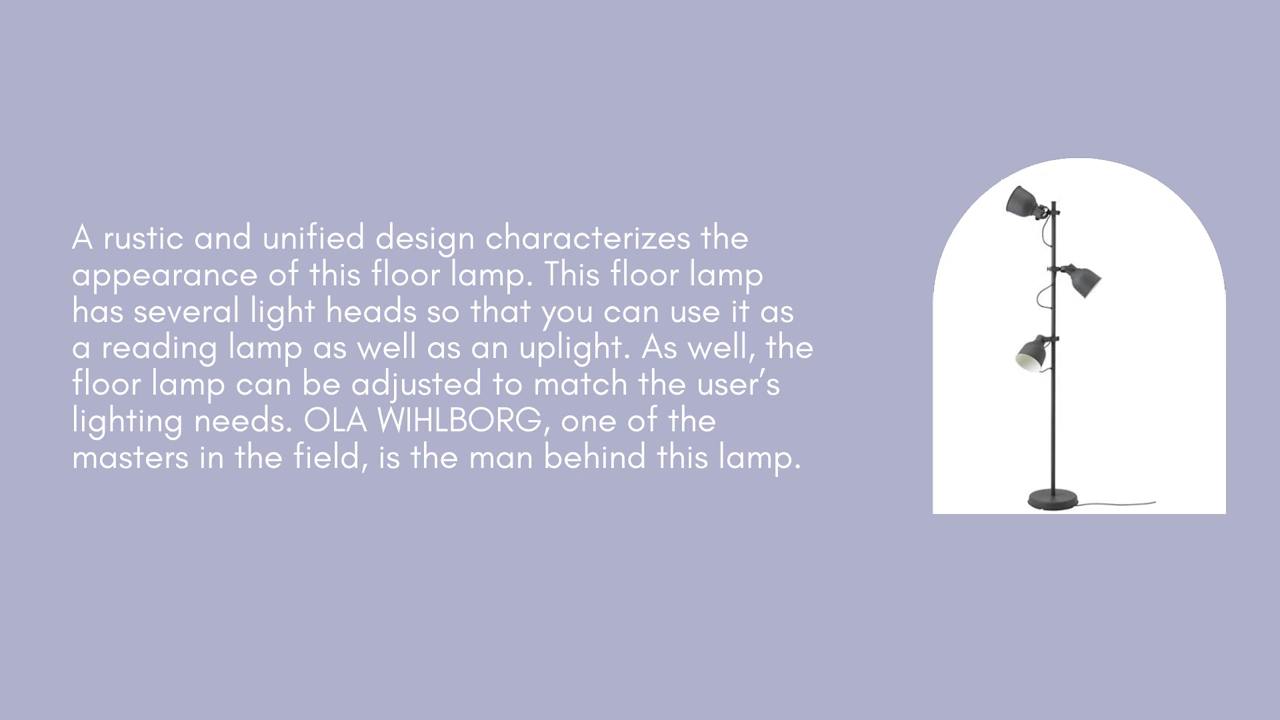 A rustic and unified design characterizes the
appearance of this floor lamp. This floor lamp
has several light heads so that you can use it as
a reading lamp as well as an uplight. As well, the
floor lamp can be adjusted to match the user’s
lighting needs. OLA WIHLBORG, one of the
masters in the field, is the man behind this lamp.